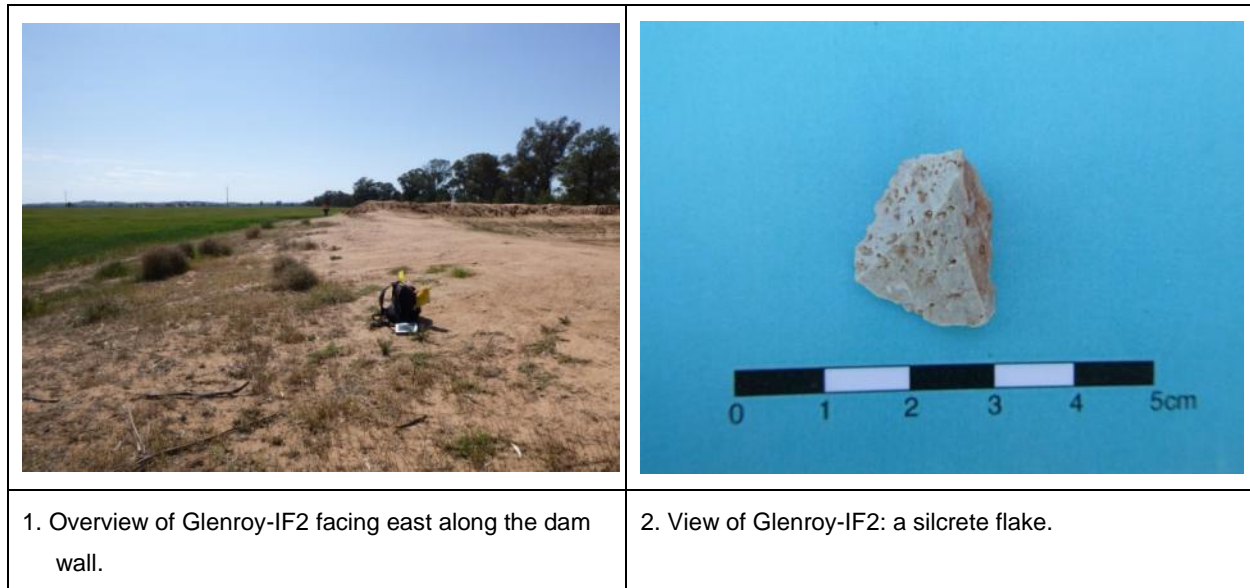 0 1 2 3 4 5cm
1. Overview of Glenroy-IF2 facing east along the dam
wall.
2. View of Glenroy-IF2: a silcrete flake.